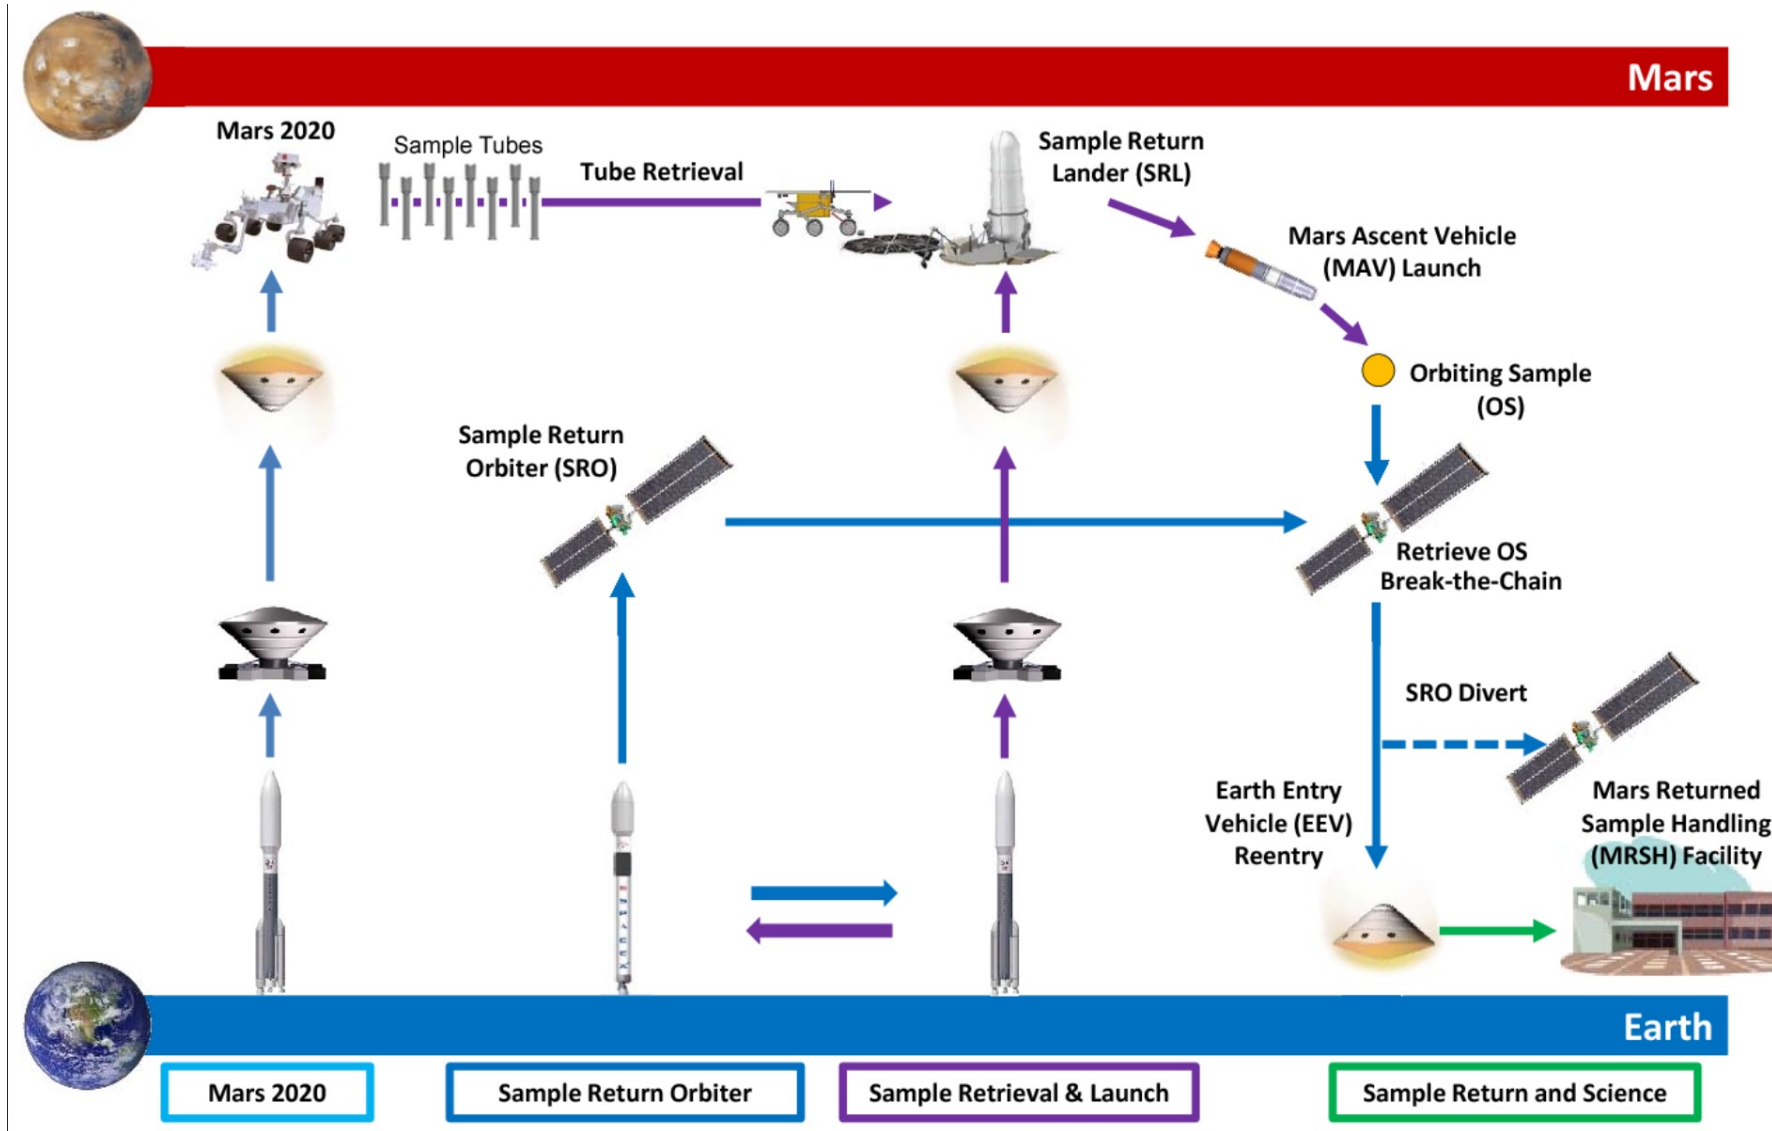 Mars
Mars 2020
Sample Tubes
Tube Retrieval
Sample Return
Lander (SRL)
Mars Ascent Vehicle
(MAV) Launch
Orbiting Sample
(OS)
Sample Return
Orbiter (SRO)
Retrieve OS
Break-the-Chain
SRO Divert
Earth Entry
Vehicle (EEV)
Reentry
Mars Returned
Sample Handling
(MRSH) Facility
Earth
Mars 2020
Sample Return Orbiter
Sample Retrieval & Launch
Sample Return and Science